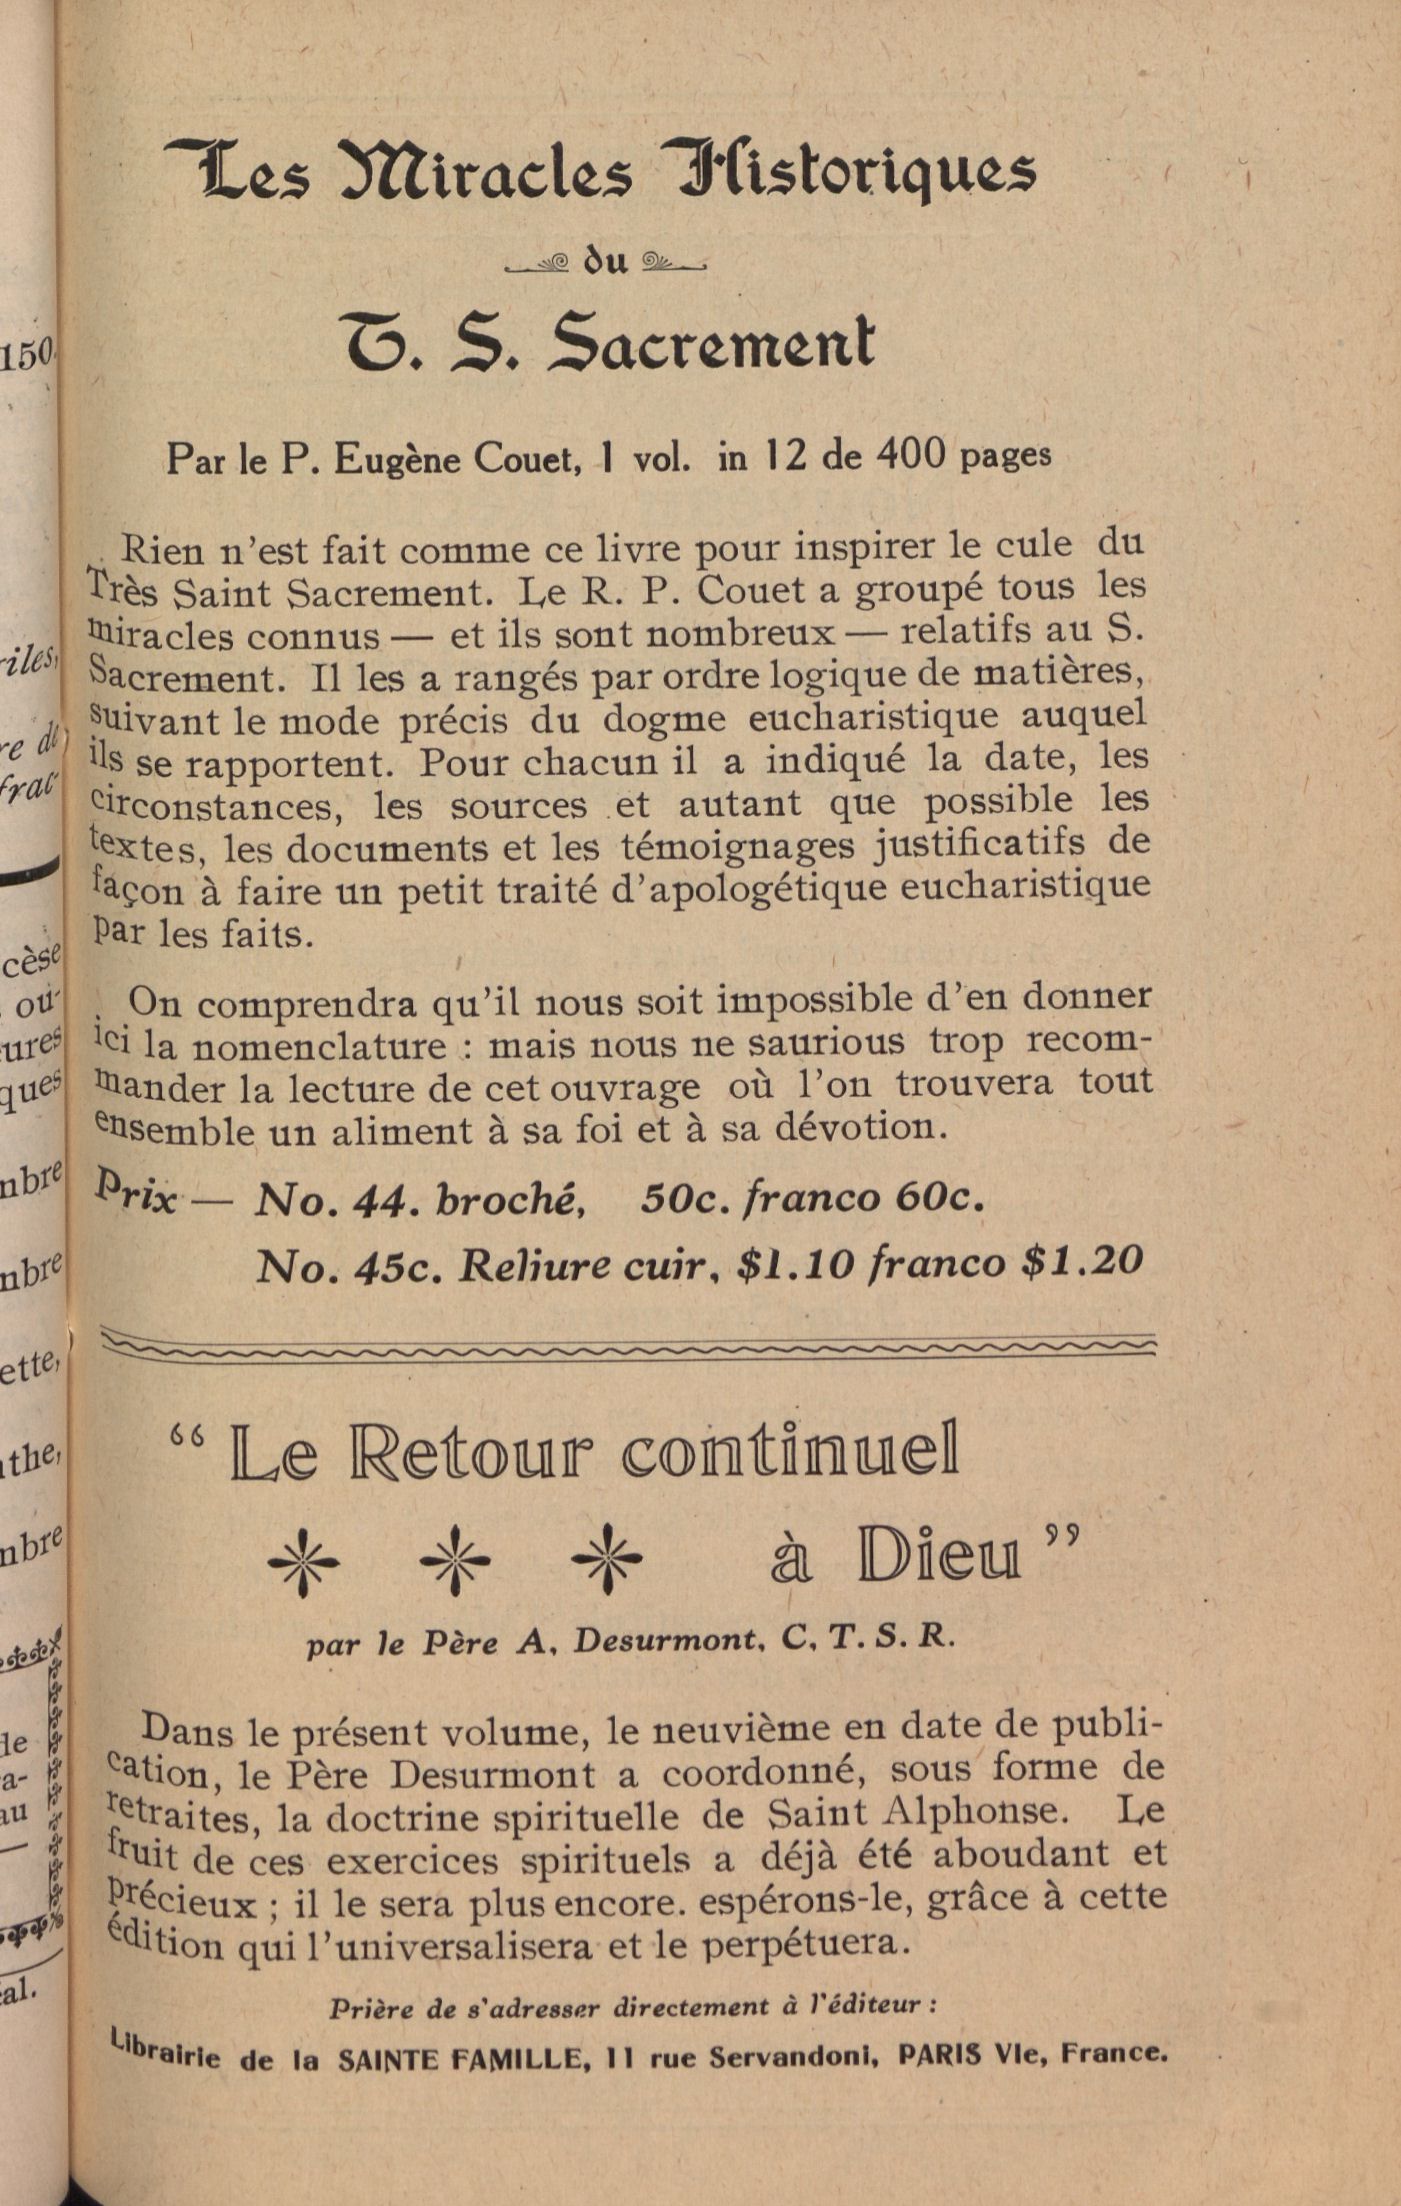 Les Miracles Historiques
du
T. S. Sacrement
Par le P. Eugène Couet, 1 vol. in 12 de 400 pages
Rien n'est fait comme ce livre pour inspirer le cule du
Très Saint Sacrement. Le R. P. Couet a groupé tous les
miracles connus — et ils sont nombreux — relatifs au S.
Sacrement. Il les a rangés par ordre logique de matières,
suivant le mode précis du dogme eucharistique auquel
ils se rapportent. Pour chacun il a indiqué la date, les
circonstances, les sources et autant que possible les
textes, les documents et les témoignages justificatifs de
façon à faire un petit traité d'apologétique eucharistique
par les faits.
On comprendra qu'il nous soit impossible d'en donner
ici la nomenclature : mais nous ne saurious trop recom-
mander la lecture de cet ouvrage où l'on trouvera tout
ensemble un aliment à sa foi et à sa dévotion.
Prix — No. 44. broché, 50c. franco 60c.
No. 45c. Reliure cuir, $1.10 franco $1.20
“ Le Retour continuel
à Dieu ”
par le Père A. Desurmont, C. T. S. R.
Dans le présent volume, le neuvième en date de publi-
cation, le Père Desurmont a coordonné, sous forme de
retraites, la doctrine spirituelle de Saint Alphonse. Le
fruit de ces exercices spirituels a déjà été aboudant et
précieux ; il le sera plus encore. espérons-le, grâce à cette
édition qui l'universalisera et le perpétuera.
Prière de s'adresser directement à l'éditeur :
Librairie de la SAINTE FAMILLE, 11 rue Servandoni, PARIS VIe, France.